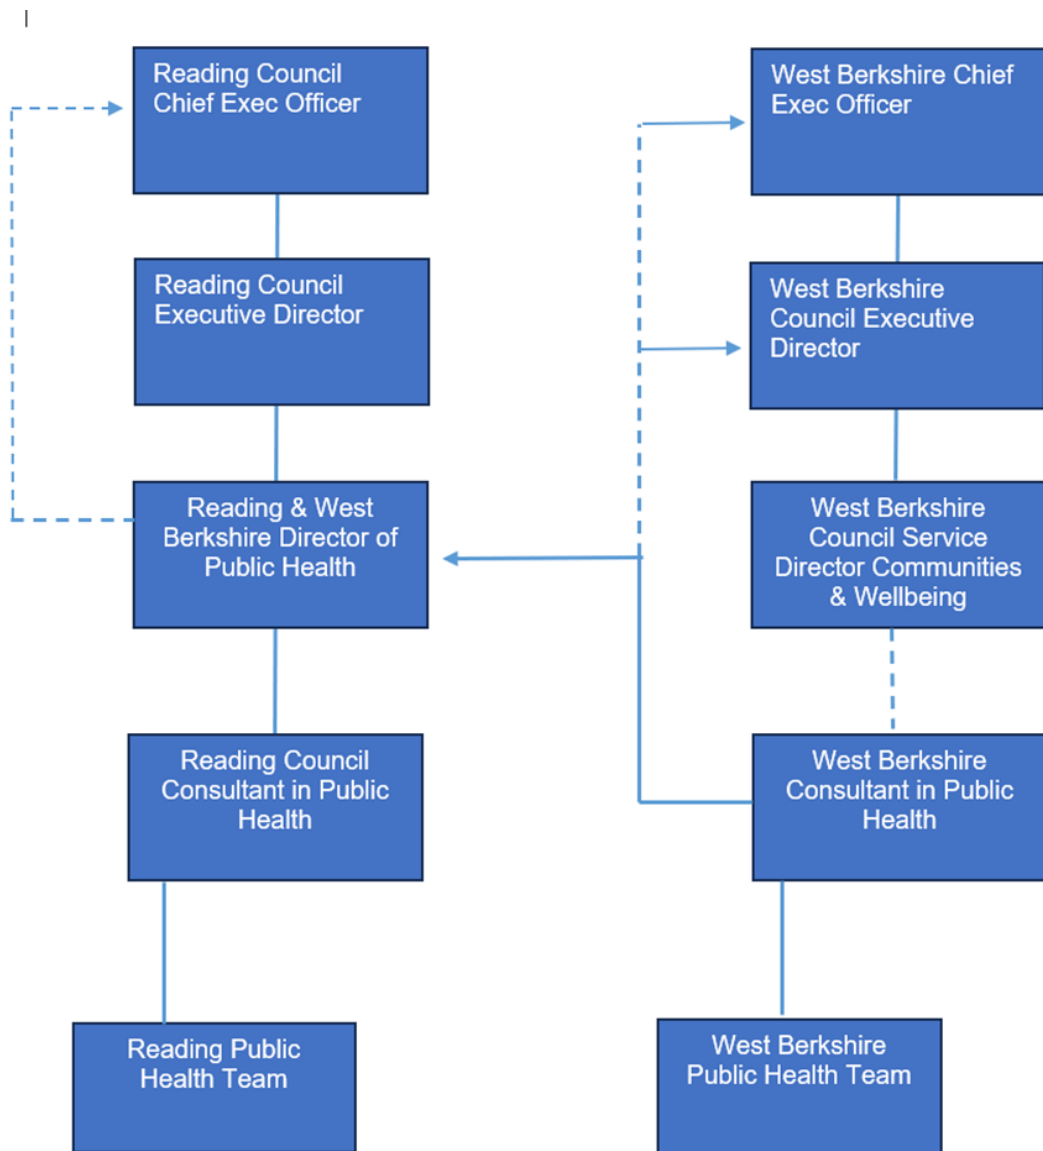 Reading Council
Chief Exec Officer
West Berkshire Chief
Exec Officer
Reading Council
Executive Director
West Berkshire
Council Executive
Director
Reading & West
Berkshire Director of
Public Health
West Berkshire
Council Service
Director Communities
& Wellbeing
Reading Council
Consultant in Public
Health
West Berkshire
Consultant in Public
Health
Reading Public
Health Team
West Berkshire
Public Health Team